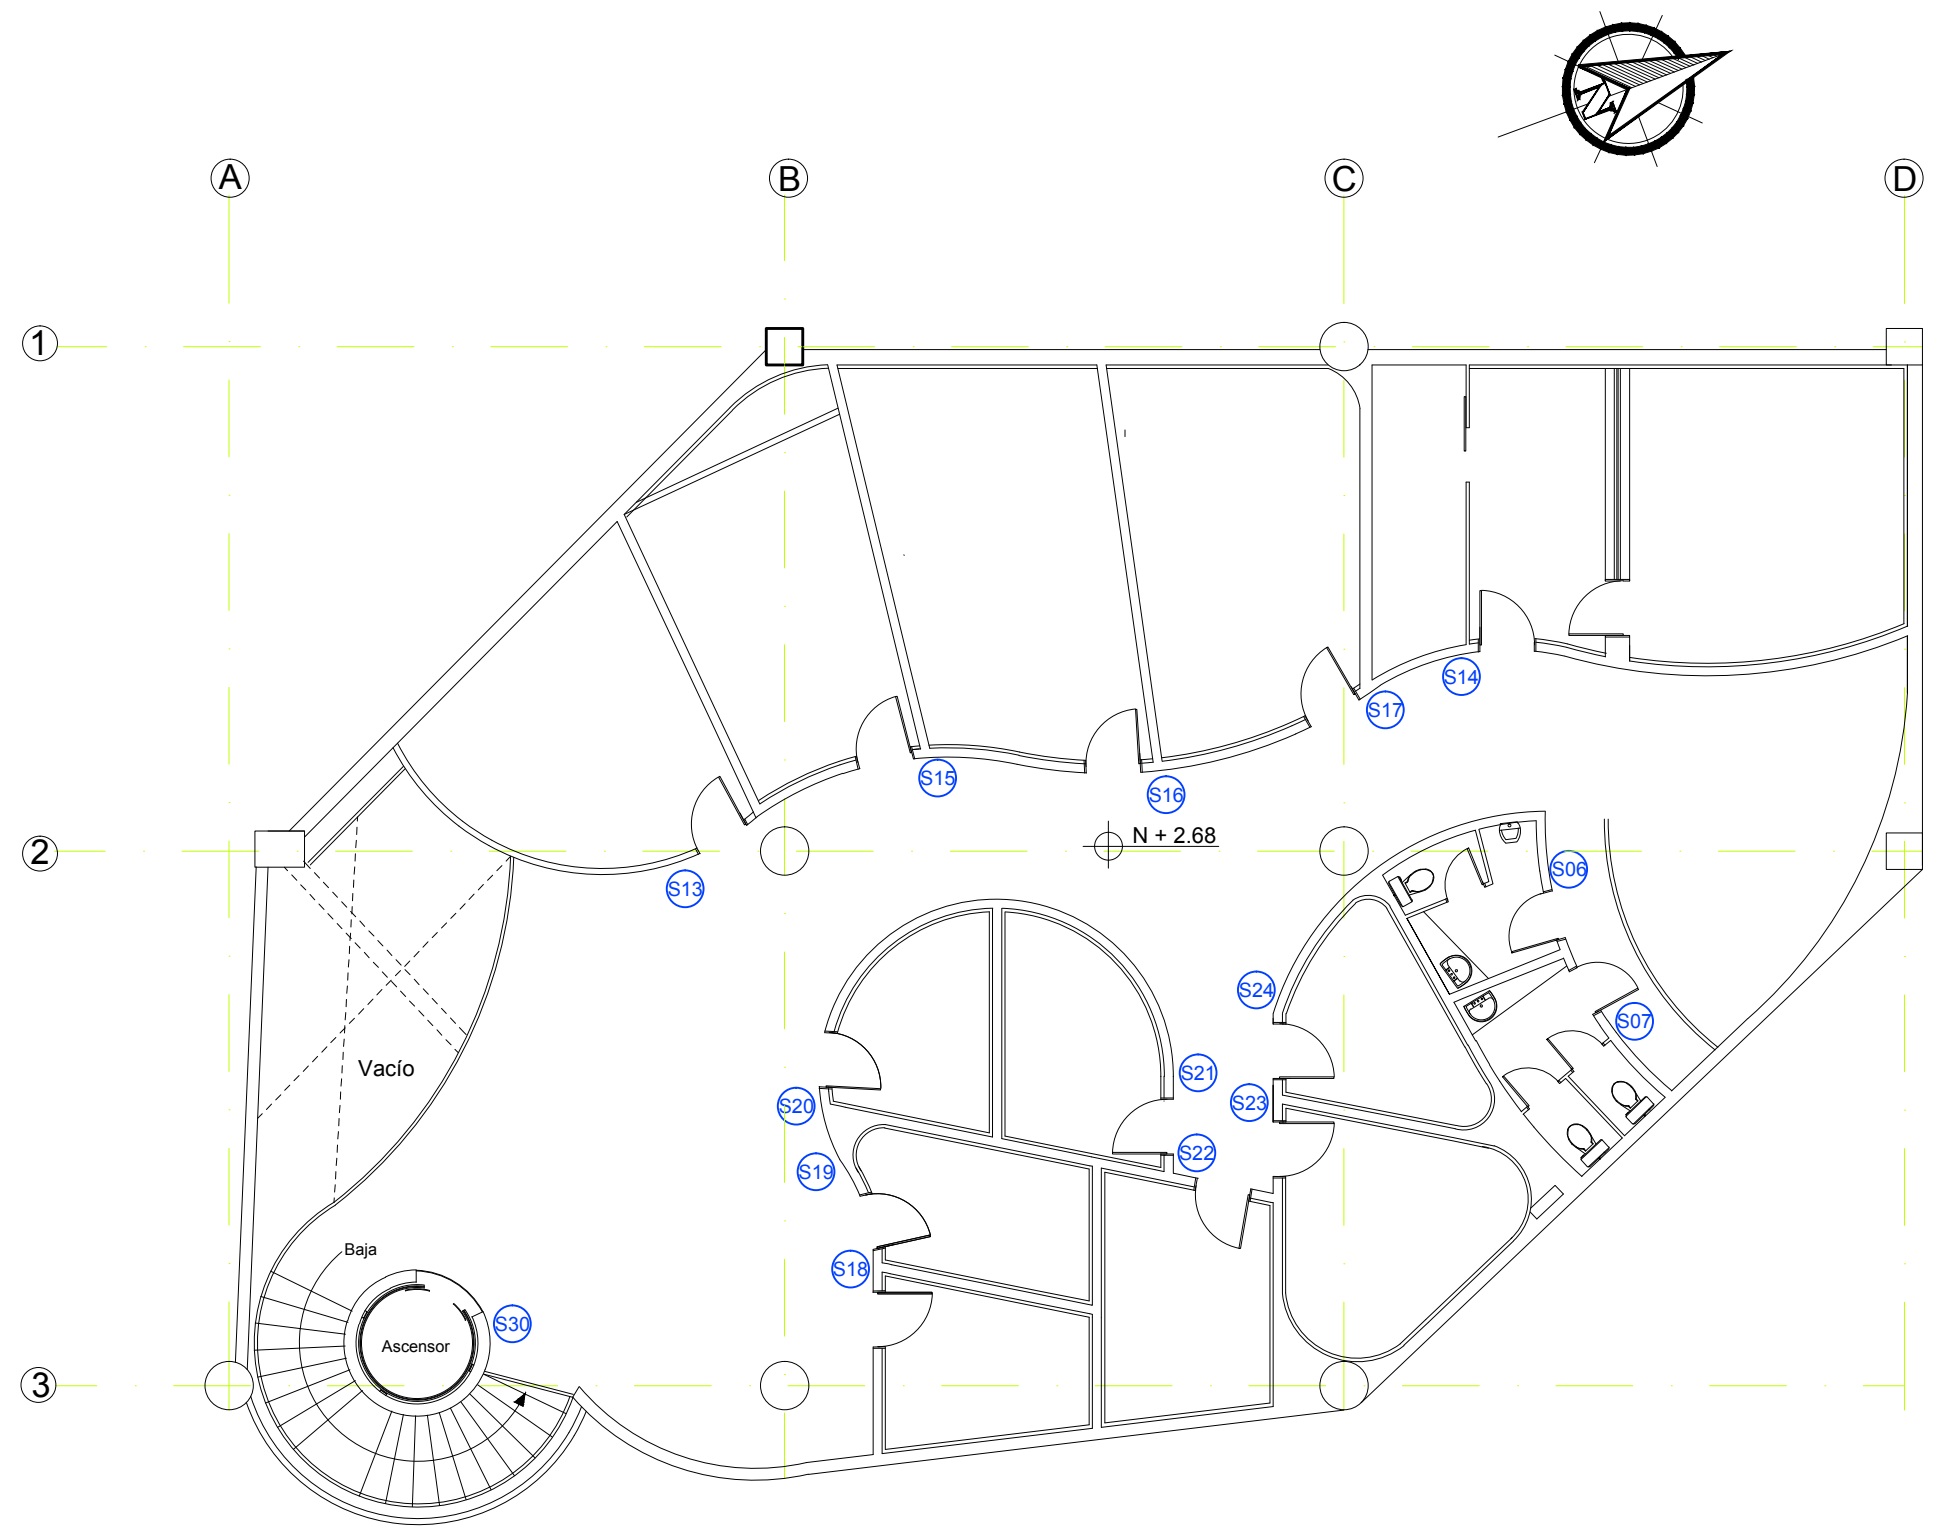 N
A
B
C
D
1
S14
S17
S15
S16
N + 2.68
2
S06
S13
S24
S07
Vacío
S21
S23
S20
S22
S19
Baja
S18
S30
Ascensor
3